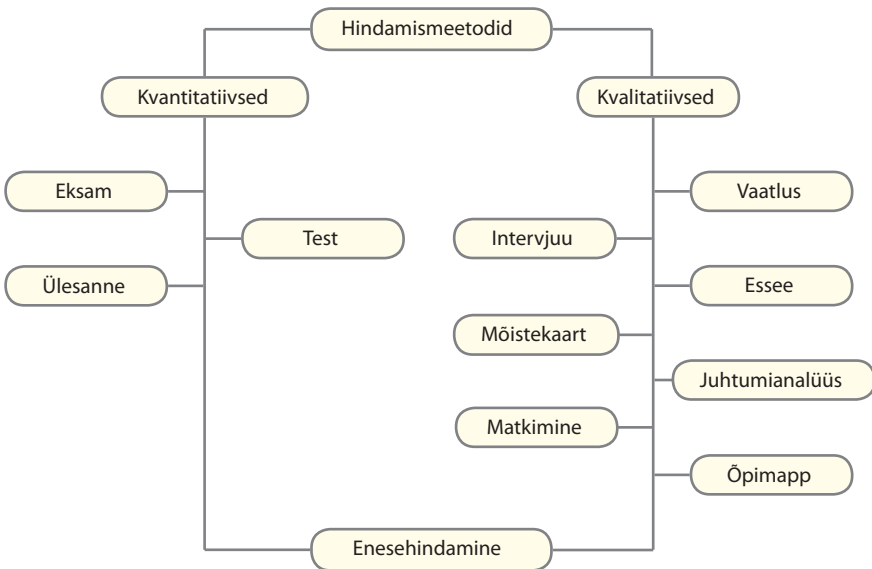 Hindamismeetodid
Kvantitatiivsed
Kvalitatiivsed
Eksam
Vaatlus
Test
Intervjuu
Ülesanne
Essee
Mõistekaart
Juhtumianalüüs
Matkimine
Õpimapp
Enesehindamine